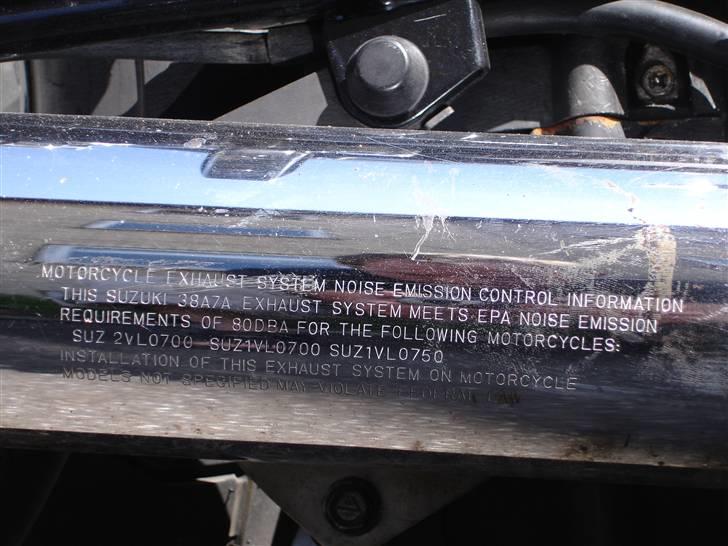 MOTORCYCLE EXHAUST SYSTEM NOISE EMISSION CONTROL INFORMATION
THIS SUZUKI 38A7A EXHAUST SYSTEM MEETS EPA NOISE EMISSION
REQUIREMENTS OF 80DBA FOR THE FOLLOWING MOTORCYCLES:
SUZ 2VL0700 SUZ1VL0700 SUZ1VL0750
INSTALLATION OF THIS EXHAUST SYSTEM ON MOTORCYCLE
MODELS NOT SPECIFIED MAY VIOLATE FEDERAL LAW